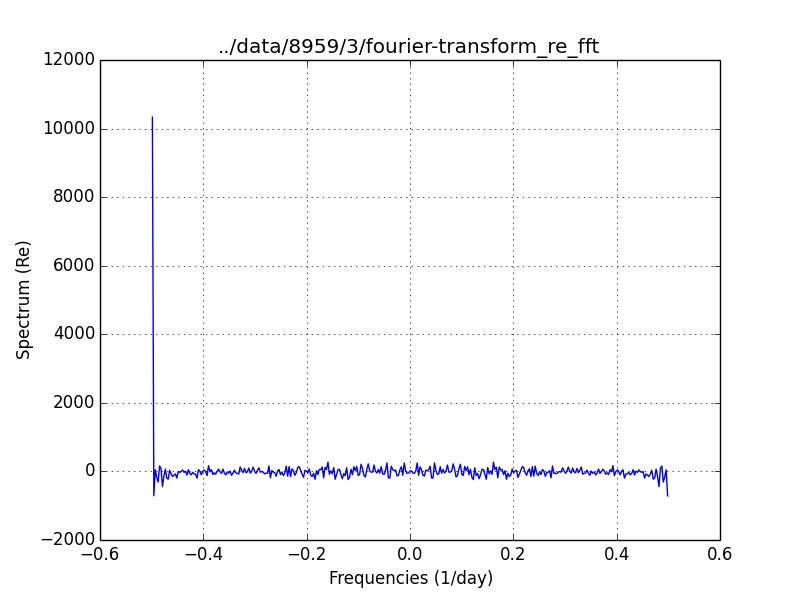 ../data/8959/3/fourier-transform_re_fft
12000
10000
8000
6000
4000
2000
0
−2000
Spectrum (Re)
−0.6 −0.4 −0.2 0.0 0.2 0.4 0.6
Frequencies (1/day)